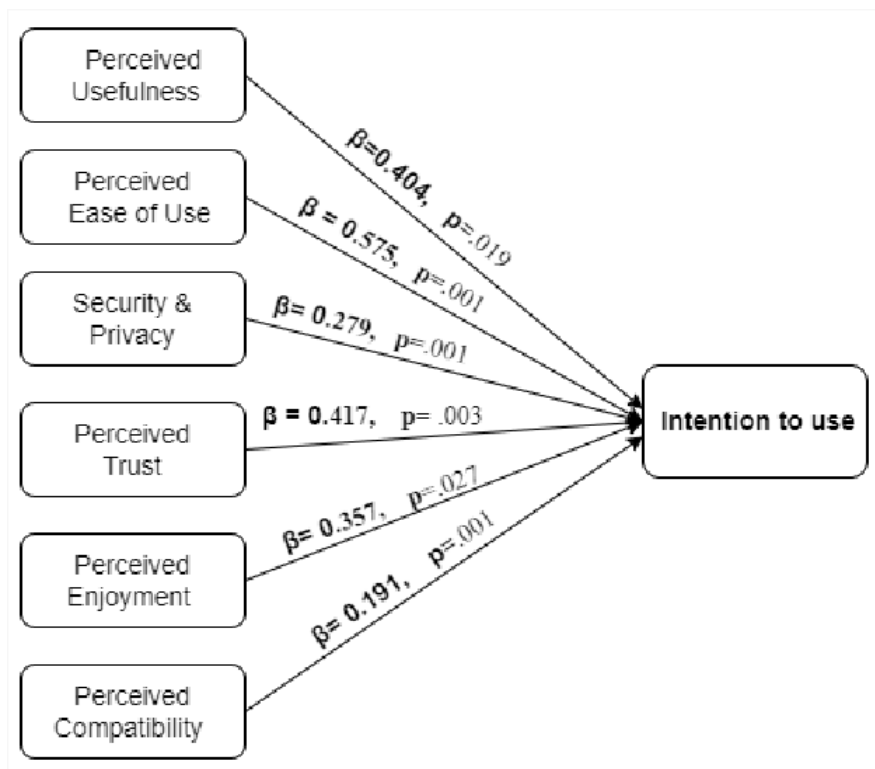 Perceived
Usefulness
β=0.404, p=.019
Perceived
Ease of Use
β = 0.575, p=.001
Security &
Privacy
β= 0.279, p=.001
Perceived
Trust
β = 0.417, p= .003
Intention to use
Perceived
Enjoyment
β= 0.357, p=.027
Perceived
Compatibility
β= 0.191, p=.001